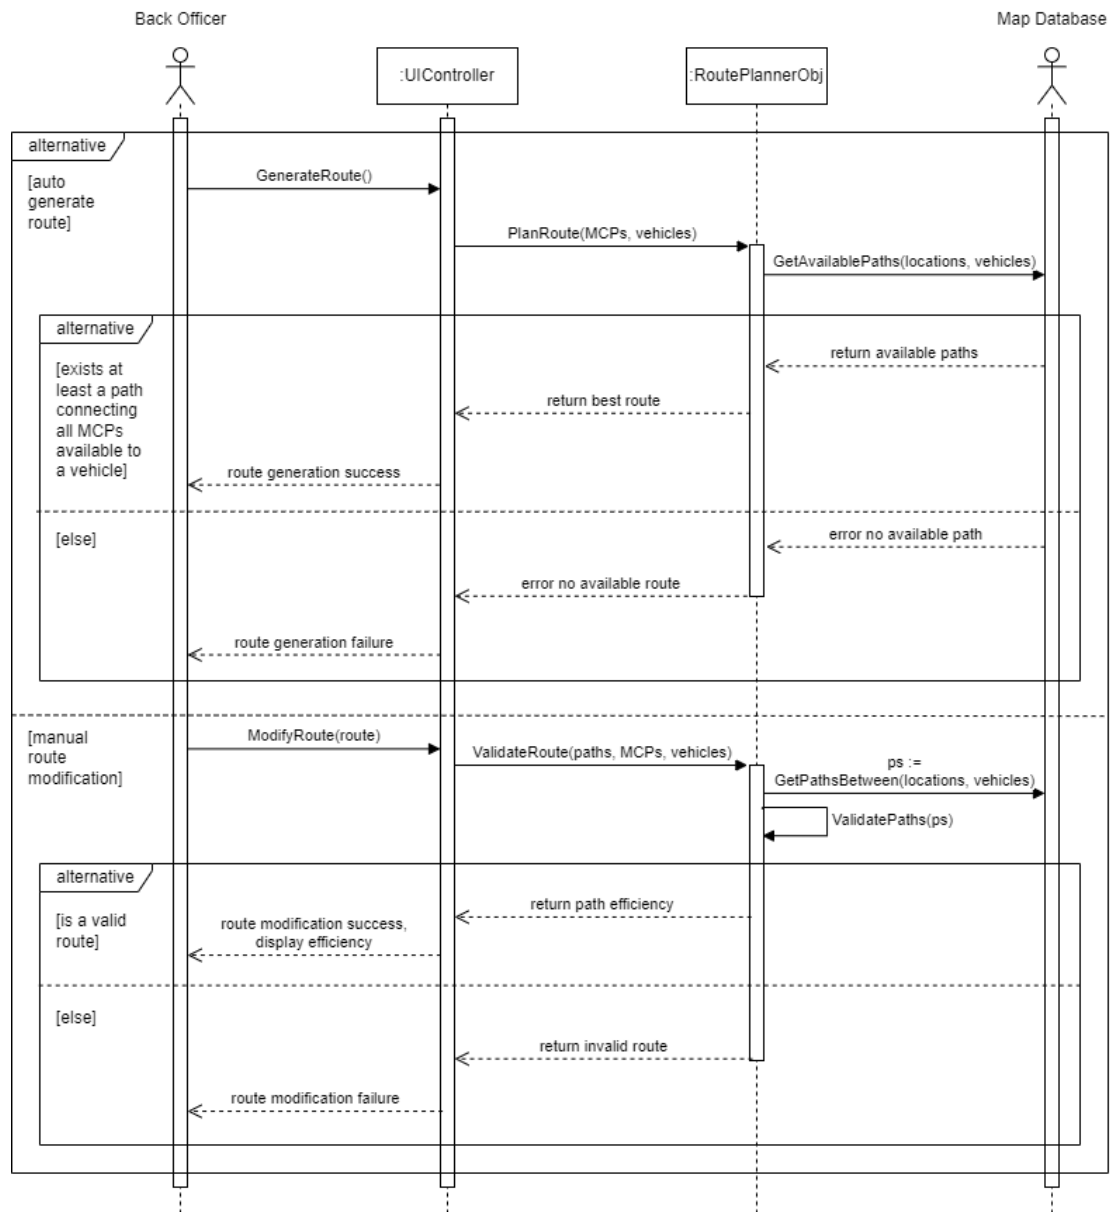 Back Officer
Map Database
:UIController
:RoutePlannerObj
alternative
[auto
generate
route]
GenerateRoute()
PlanRoute(MCPs, vehicles)
GetAvailablePaths(locations, vehicles)
alternative
[exists at
least a path
connecting
all MCPs
available to
a vehicle]
return available paths
return best route
route generation success
[else]
error no available path
error no available route
route generation failure
[manual
route
modification]
ModifyRoute(route)
ValidateRoute(paths, MCPs, vehicles)
ps :=
GetPathsBetween(locations, vehicles)
ValidatePaths(ps)
alternative
[is a valid
route]
return path efficiency
route modification success,
display efficiency
[else]
return invalid route
route modification failure